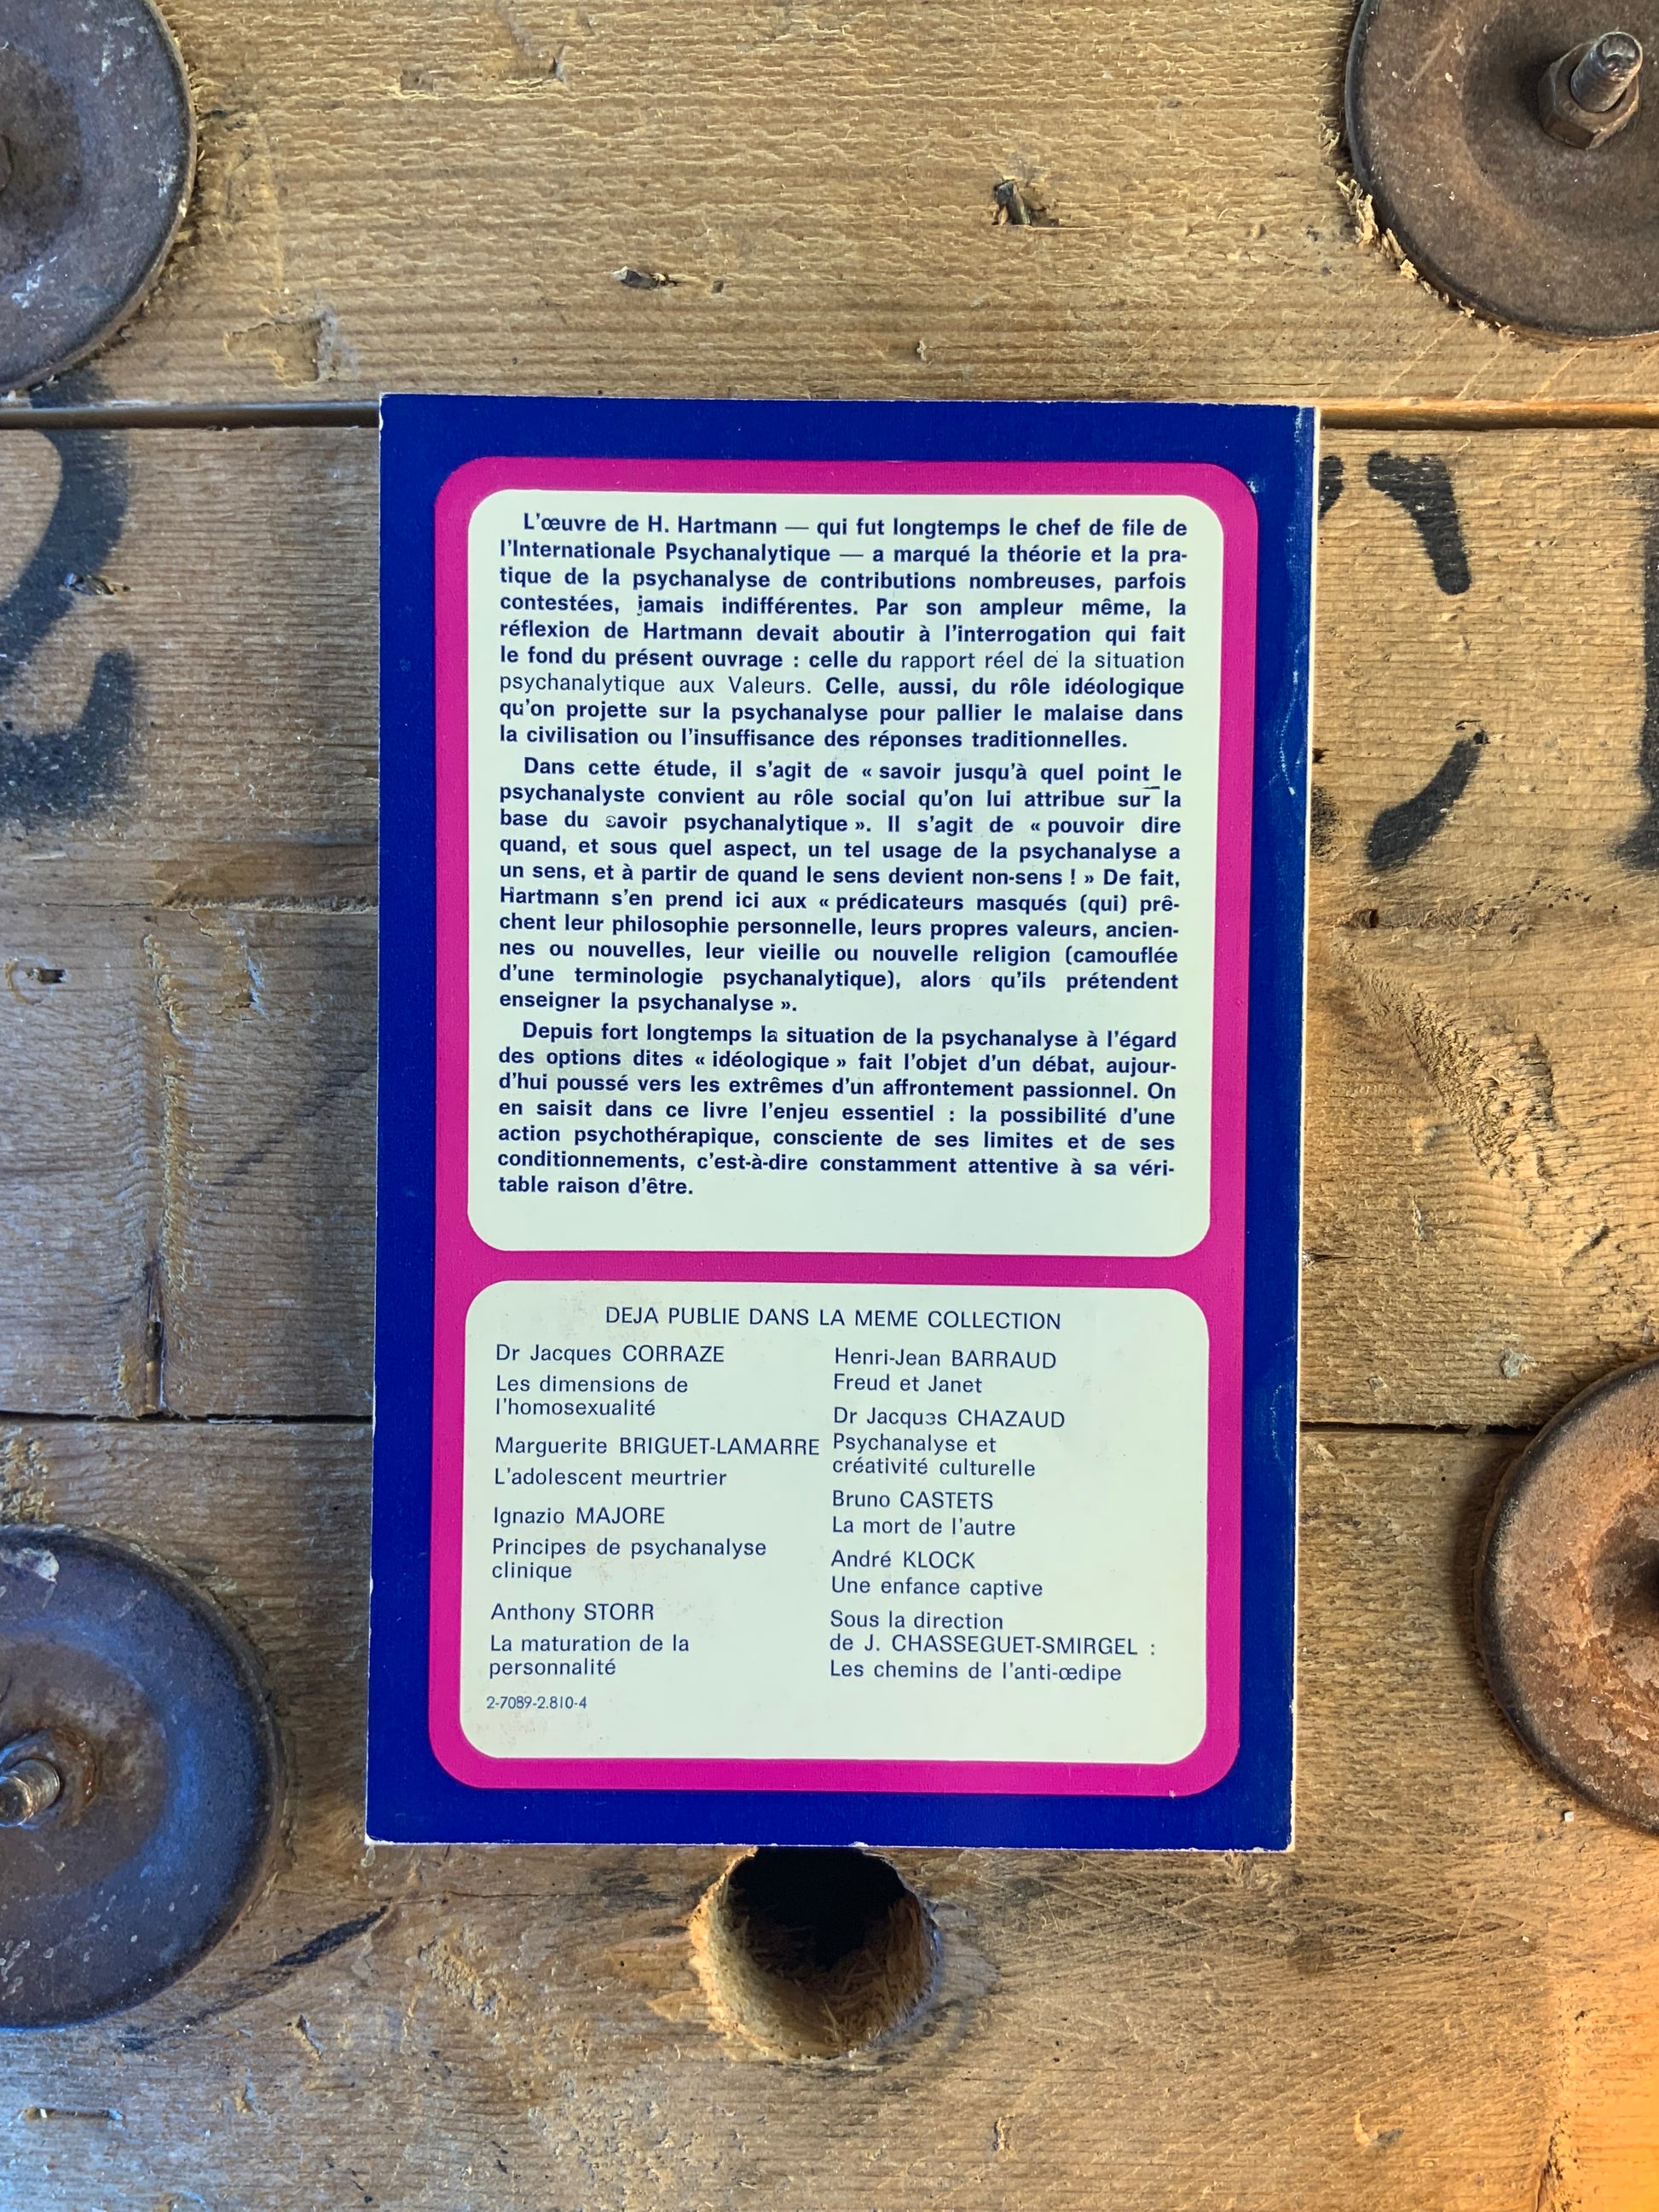 L'œuvre de H. Hartmann — qui fut longtemps le chef de file de
l'Internationale Psychanalytique — a marqué la théorie et la pra-
tique de la psychanalyse de contributions nombreuses, parfois
contestées, jamais indifférentes. Par son ampleur même, la
réflexion de Hartmann devait aboutir à l'interrogation qui fait
le fond du présent ouvrage : celle du rapport réel de la situation
psychanalytique aux Valeurs. Celle, aussi, du rôle idéologique
qu'on projette sur la psychanalyse pour pallier le malaise dans
la civilisation ou l'insuffisance des réponses traditionnelles.
Dans cette étude, il s'agit de « savoir jusqu'à quel point le
psychanalyste convient au rôle social qu'on lui attribue sur la
base du savoir psychanalytique ». Il s'agit de « pouvoir dire
quand, et sous quel aspect, un tel usage de la psychanalyse a
un sens, et à partir de quand le sens devient non-sens ! » De fait,
Hartmann s'en prend ici aux « prédicateurs masqués (qui) prê-
chent leur philosophie personnelle, leurs propres valeurs, ancien-
nes ou nouvelles, leur vieille ou nouvelle religion (camouflée
d'une terminologie psychanalytique), alors qu'ils prétendent
enseigner la psychanalyse ».
Depuis fort longtemps la situation de la psychanalyse à l'égard
des options dites « idéologique » fait l'objet d'un débat, aujour-
d'hui poussé vers les extrêmes d'un affrontement passionnel. On
en saisit dans ce livre l'enjeu essentiel : la possibilité d'une
action psychothérapique, consciente de ses limites et de ses
conditionnements, c'est-à-dire constamment attentive à sa véri-
table raison d'être.
DEJA PUBLIE DANS LA MEME COLLECTION
Dr Jacques CORRAZE
Les dimensions de
l'homosexualité
Marguerite BRIGUET-LAMARRE
L'adolescent meurtrier
Ignazio MAJORE
Principes de psychanalyse
clinique
Anthony STORR
La maturation de la
personnalité
2-7089-2.810-4
Henri-Jean BARRAUD
Freud et Janet
Dr Jacques CHAZAUD
Psychanalyse et
créativité culturelle
Bruno CASTETS
La mort de l'autre
André KLOCK
Une enfance captive
Sous la direction
de J. CHASSEGUET-SMIRGEL :
Les chemins de l'anti-œdipe